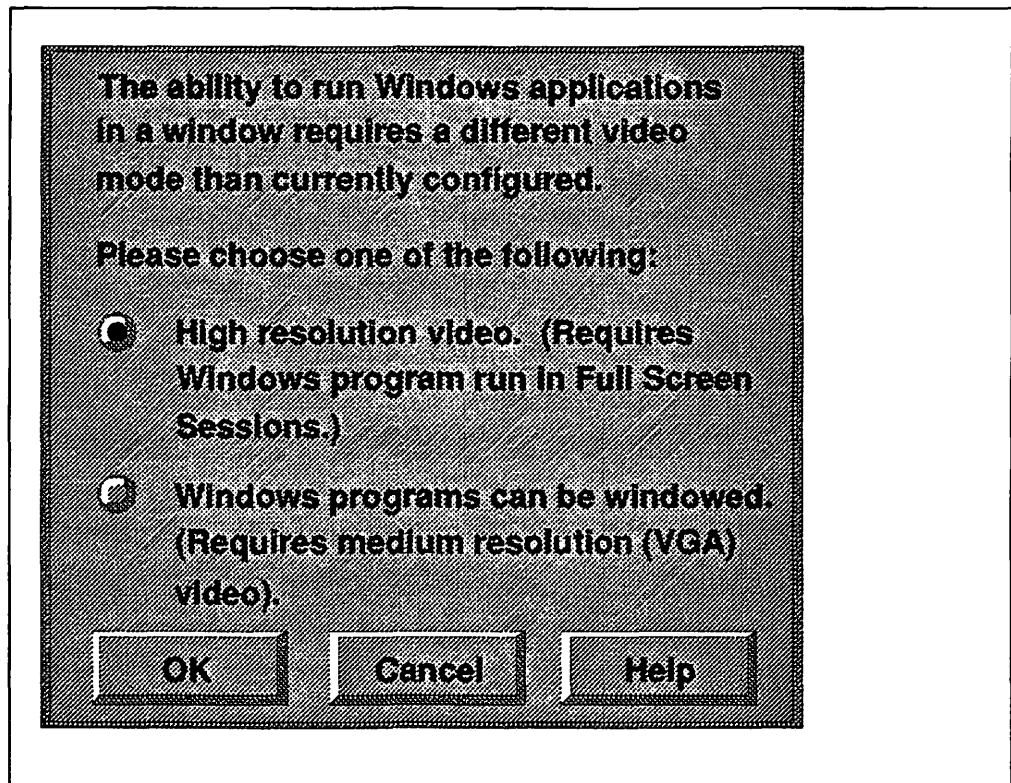 The ability to run Windows applications
in a window requires a different video
mode than currently configured.
Please choose one of the following:
High resolution video. (Requires
Windows program run in Full Screen
Sessions.)
Windows programs can be windowed.
(Requires medium resolution (VGA)
video).
OK Cancel Help